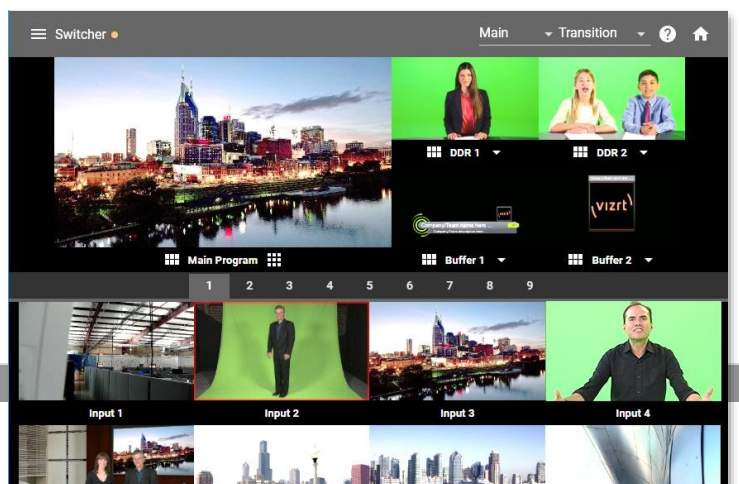 Switcher
Main Transition ?
DDR 1 DDR 2
Company/Team name here ...
vizrt
Main Program Buffer 1 Buffer 2
1 2 3 4 5 6 7 8 9
Input 1 Input 2 Input 3 Input 4